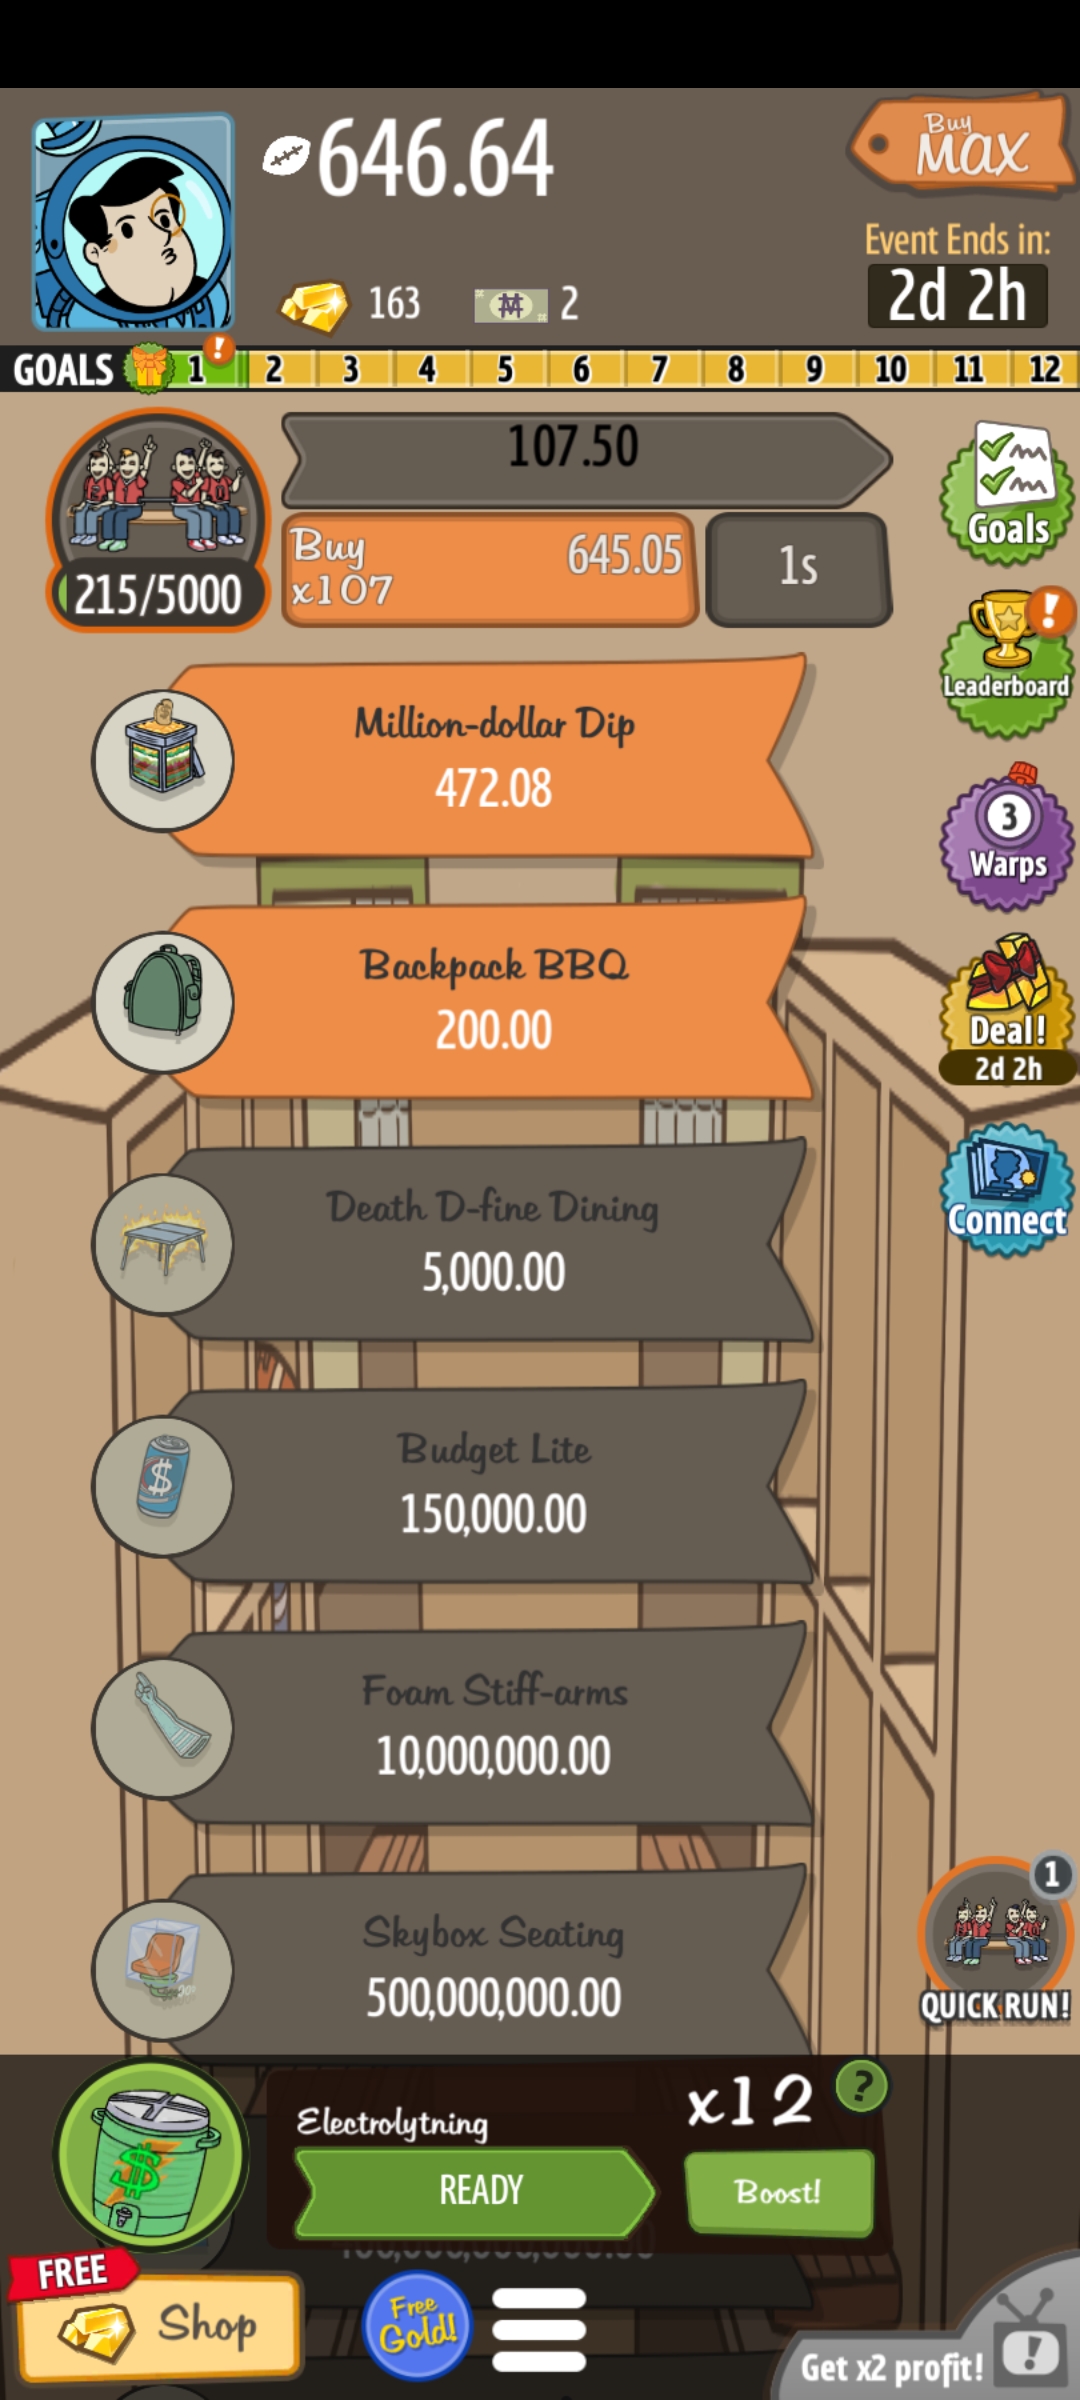 646.64
Buy
MAX
Event Ends in:
2d 2h
163
2
GOALS 1 ! 2 3 4 5 6 7 8 9 10 11 12
107.50
215/5000
Buy
x107
645.05
1s
Goals
!
Leaderboard
3
Warps
Deal!
2d 2h
Connect
Million-dollar Dip
472.08
Backpack BBQ
200.00
Death D-fine Dining
5,000.00
Budget Lite
150,000.00
Foam Stiff-arms
10,000,000.00
Skybox Seating
500,000,000.00
1
QUICK RUN!
Electrolytning
x12
?
READY
Boost!
FREE
Shop
Free
Gold!
Get x2 profit!
!